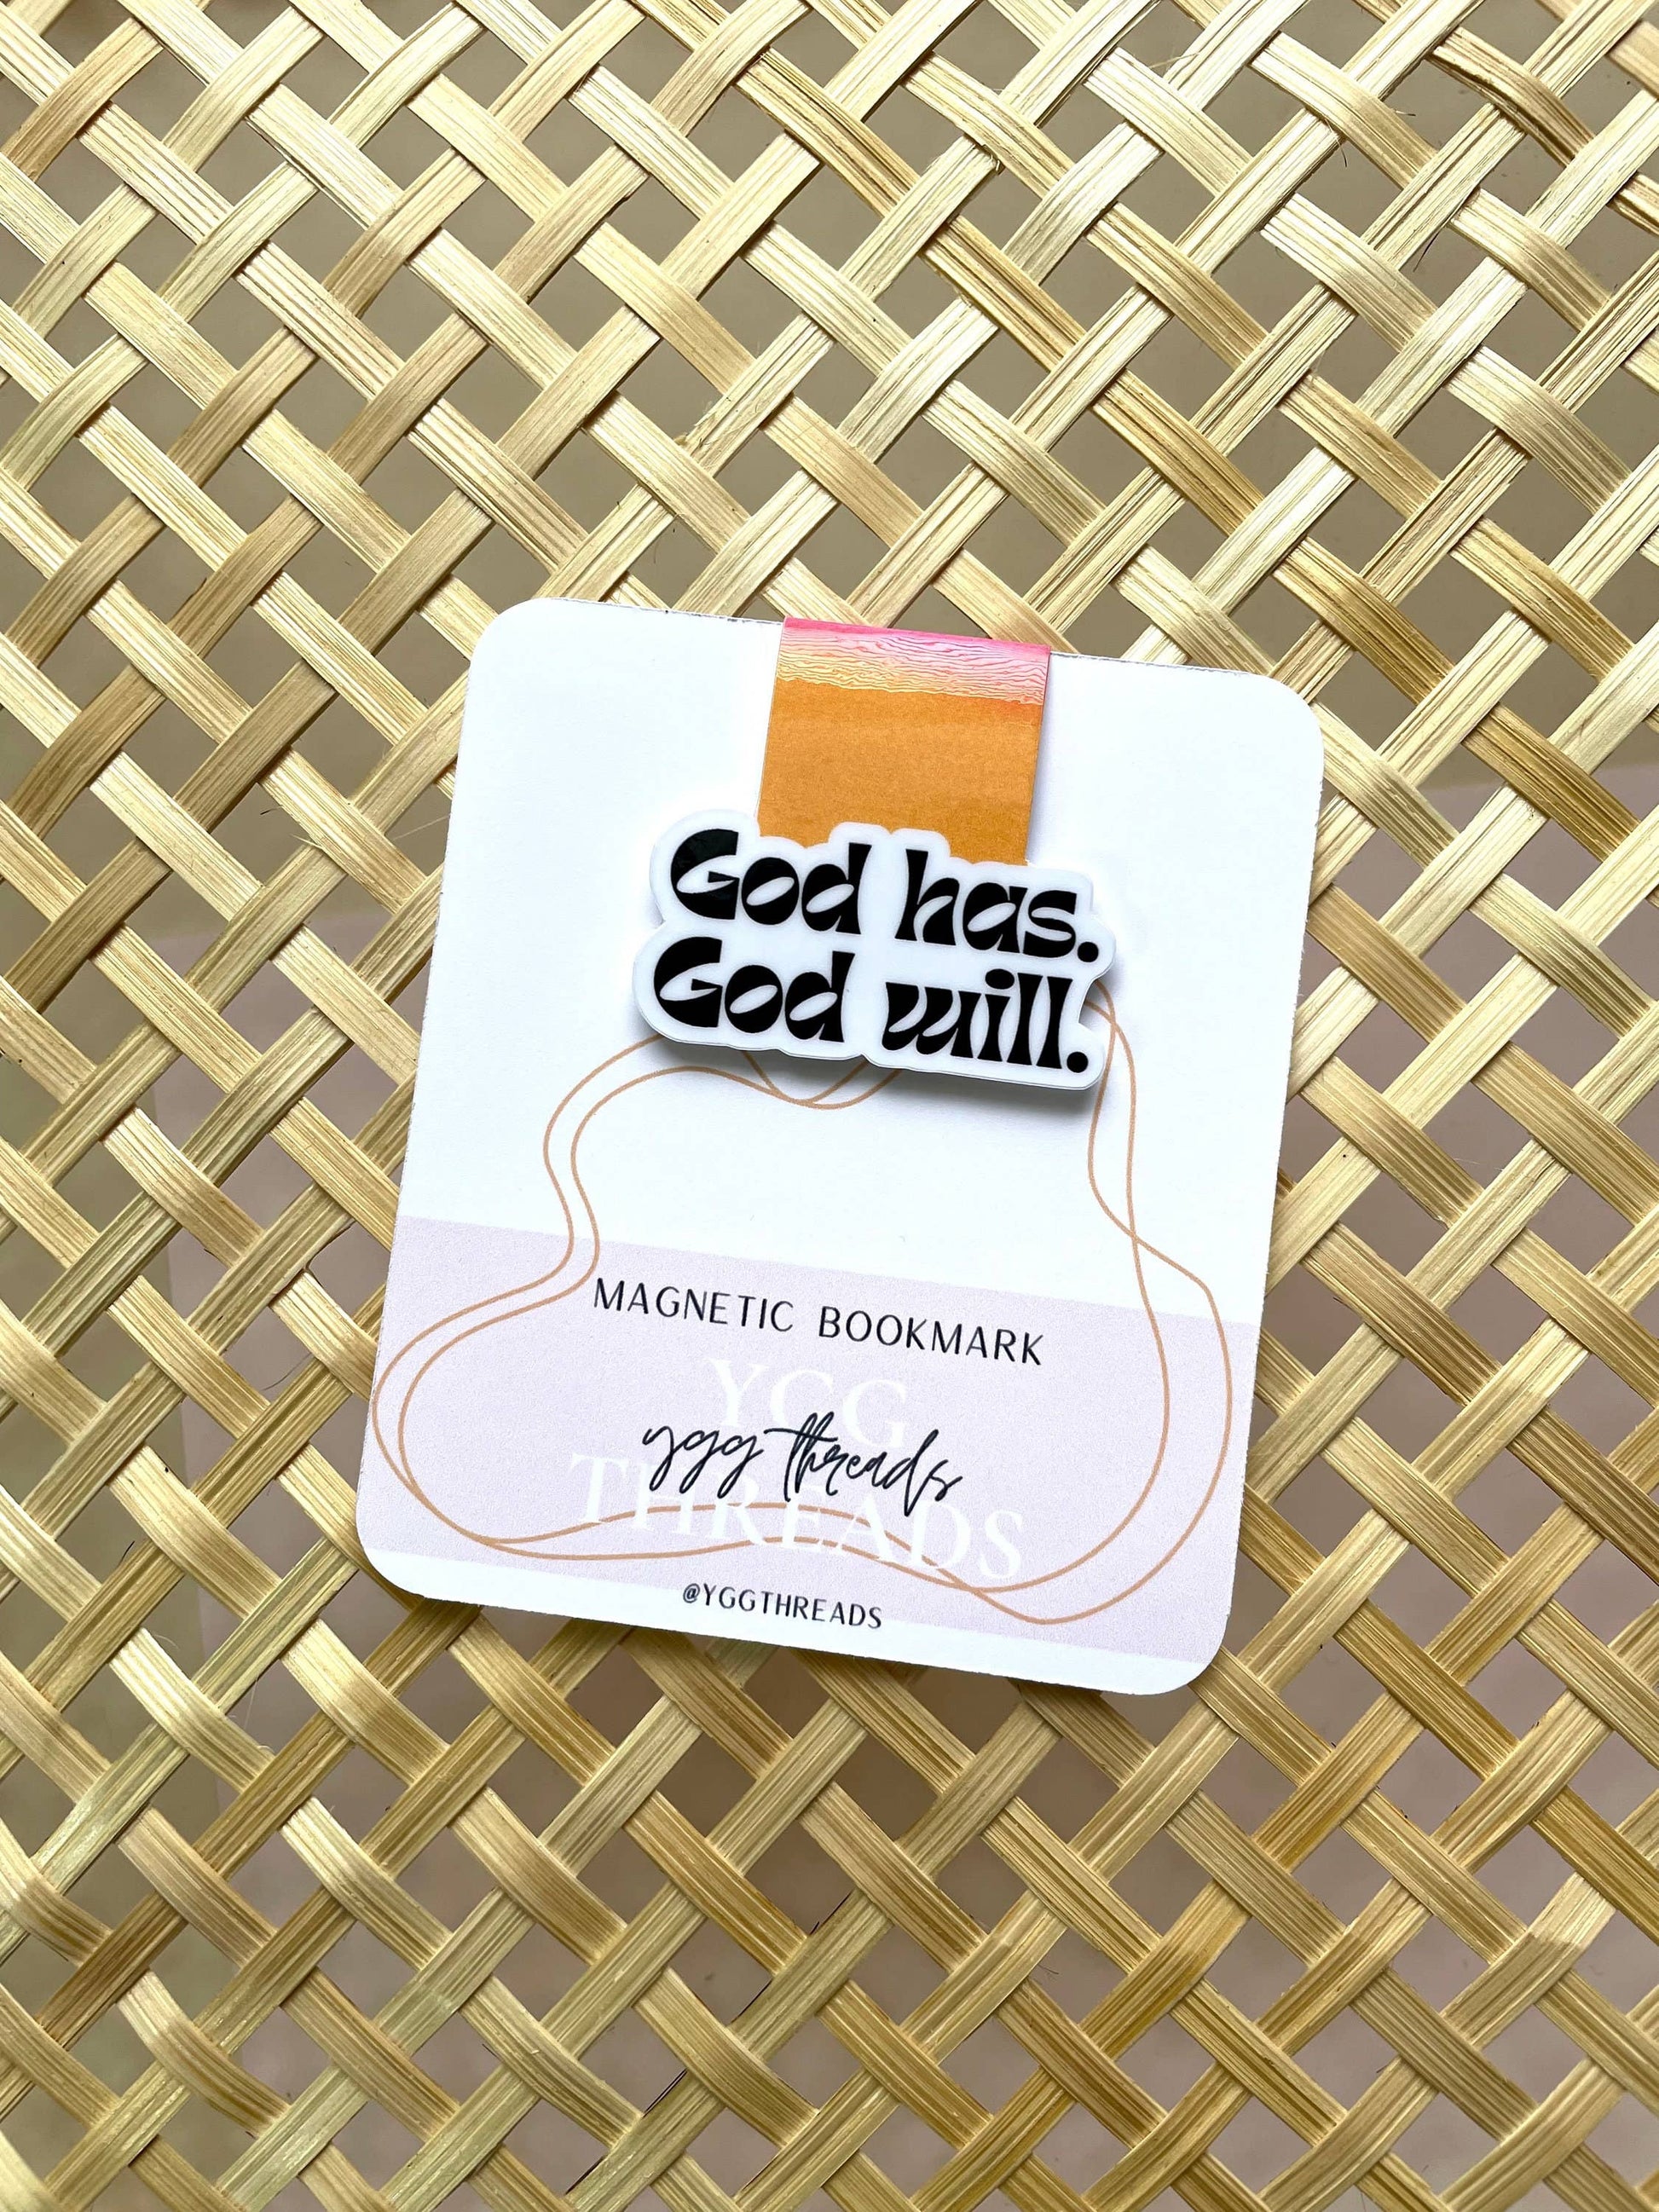 God has.
God will.
MAGNETIC BOOKMARK
YGG
ygg threads
THREADS
@YGGTHREADS